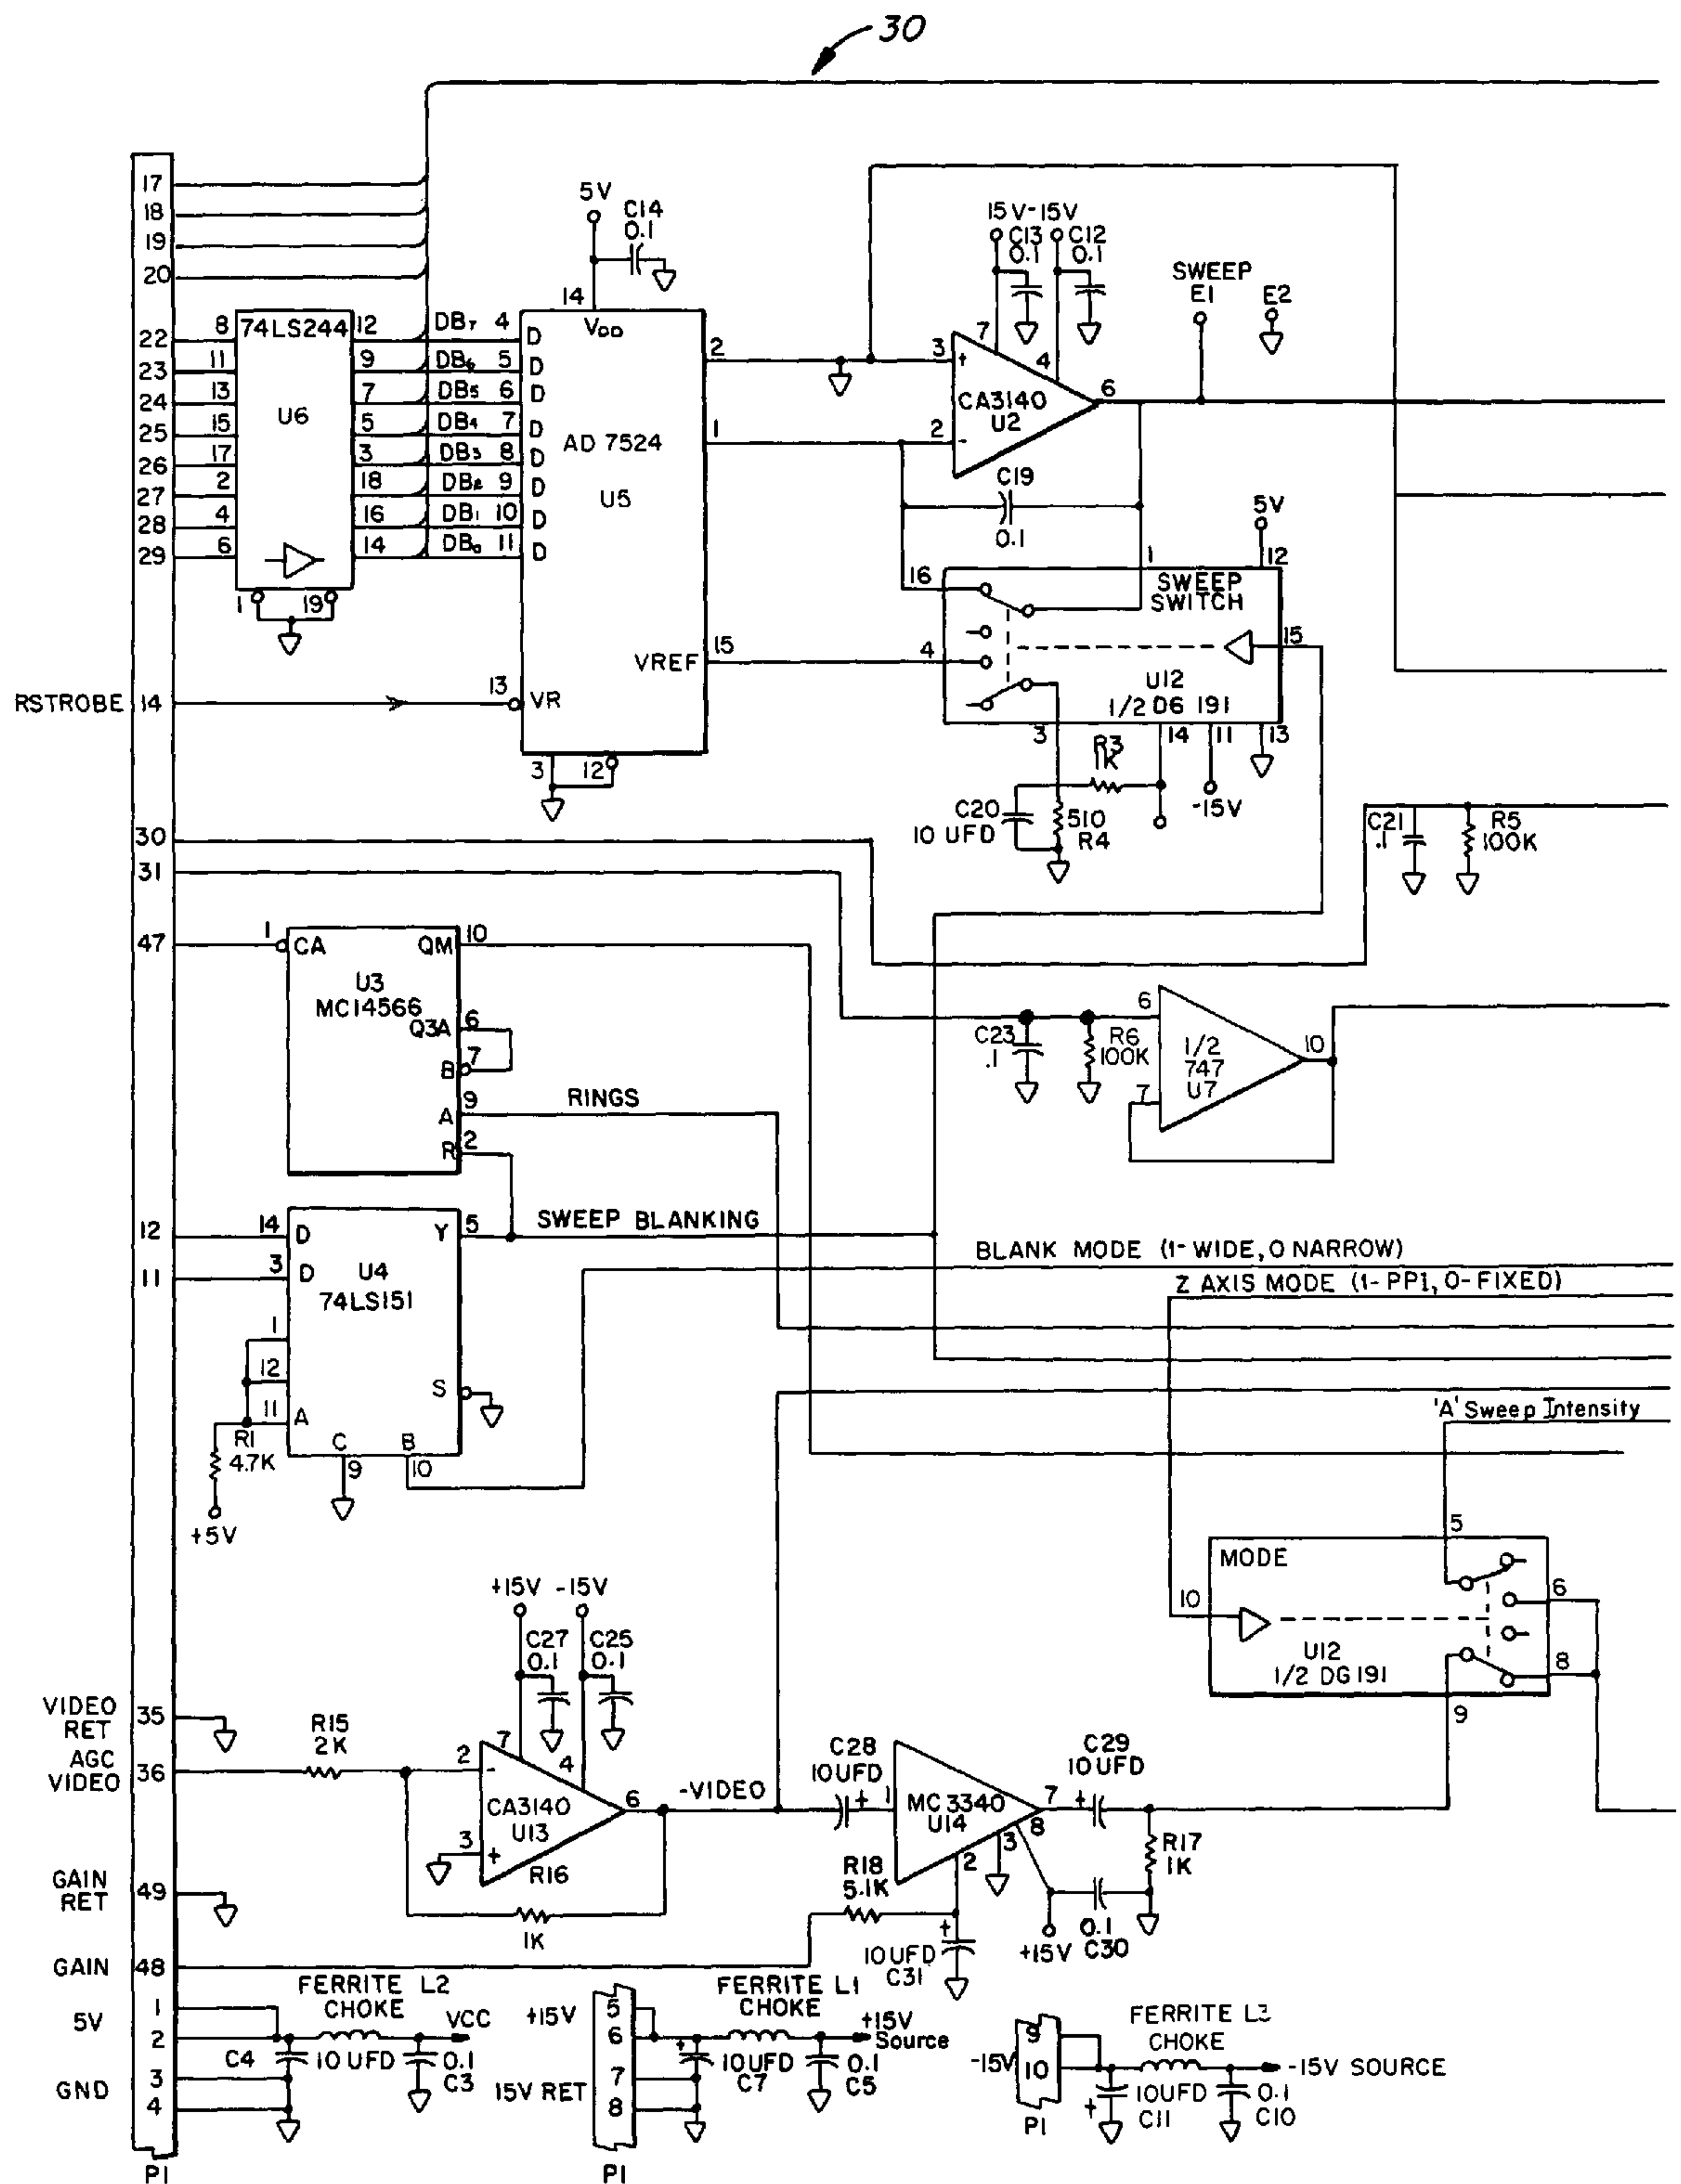 30
17
18
19
20
5V
C14
0.1
15V -15V
C13 C12
0.1 0.1
SWEEP
E1 E2
14
VDD
7
4
22 8 74LS244 12 DB7 4 D
23 11 9 DB6 5 D
24 13 7 DB5 6 D
25 15 U6 5 DB4 7 D
26 17 3 DB3 8 D
27 2 18 DB2 9 D
28 4 16 DB1 10 D
29 6 14 DB0 11 D
1 19
AD 7524
U5
2 3 +
1 2 -
CA3140
U2
6
C19
0.1
5V
1 12
16 SWEEP
SWITCH
15
VREF 15 4
U12
1/2 D6 191
3 14 11 13
RSTROBE 14 13 VR
3 12
R3
1K
C20
10 UFD
510
R4
-15V
30
31
C21
.1
R5
100K
47 1 CA QM 10
U3
MC14566
Q3A 6
B 7
A 9 RINGS
R 2
C23
.1
R6
100K
6
7
1/2
747
U7
10
12 14 D Y 5 SWEEP BLANKING
11 3 D
U4
74LS151
BLANK MODE (1-WIDE, 0 NARROW)
Z AXIS MODE (1-PPI, 0-FIXED)
1
12
11 A
S
R1
4.7K
C B
9 10
+5V
'A' Sweep Intensity
5
MODE
10 6
U12
1/2 DG191
8
9
+15V -15V
C27 C25
0.1 0.1
VIDEO
RET 35
AGC
VIDEO 36
R15
2K
2 -
7 4
CA3140
U13
6
3 +
R16
1K
-VIDEO
C28
10UFD
+
1
MC3340
U14
7
8
3
2
C29
10UFD
+
R17
1K
R18
5.1K
0.1
C30
+15V
+
10UFD
C31
GAIN
RET 49
GAIN 48
5V 1
2
GND 3
4
P1
FERRITE L2
CHOKE
VCC
C4 10 UFD 0.1
C3
+15V 5
6
15V RET 7
8
P1
FERRITE L1
CHOKE
+15V
Source
+
10UFD
C7
0.1
C5
-15V 9
10
P1
FERRITE L3
CHOKE
-15V SOURCE
+
10UFD
C11
0.1
C10